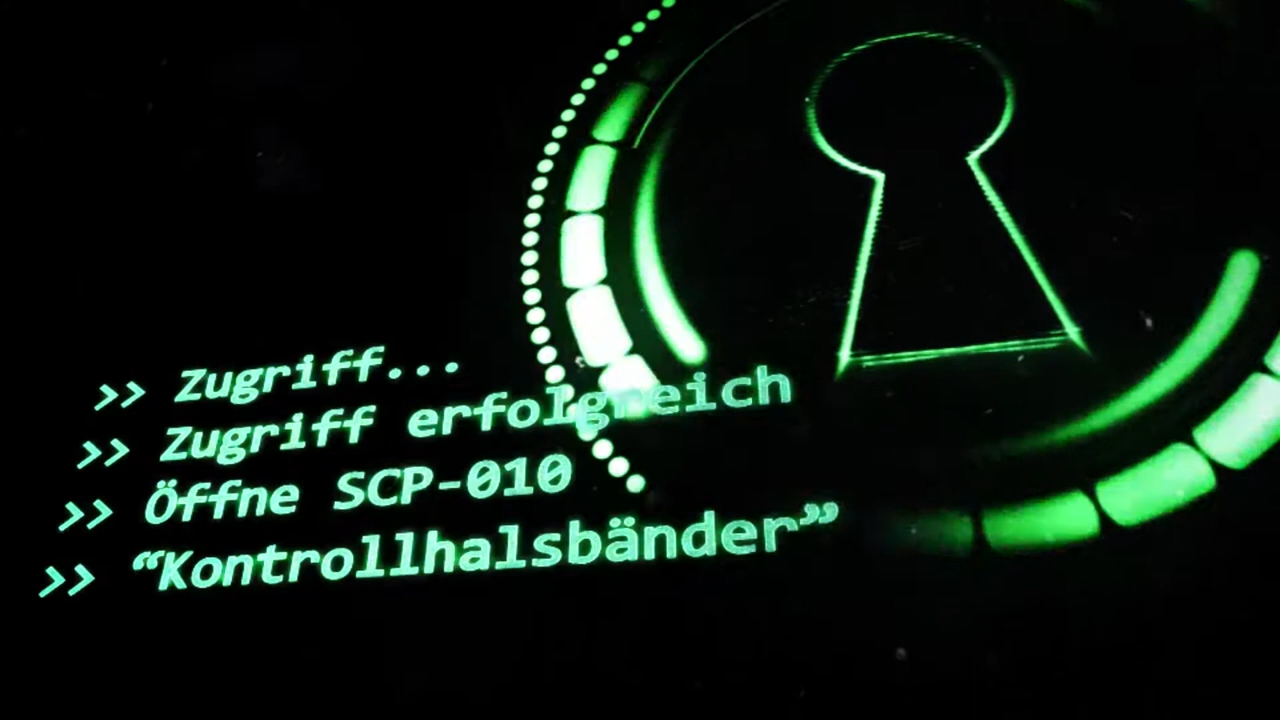 >> Zugriff...
>> Zugriff erfolgreich
>> Öffne SCP-010
>> “Kontrollhalsbänder”